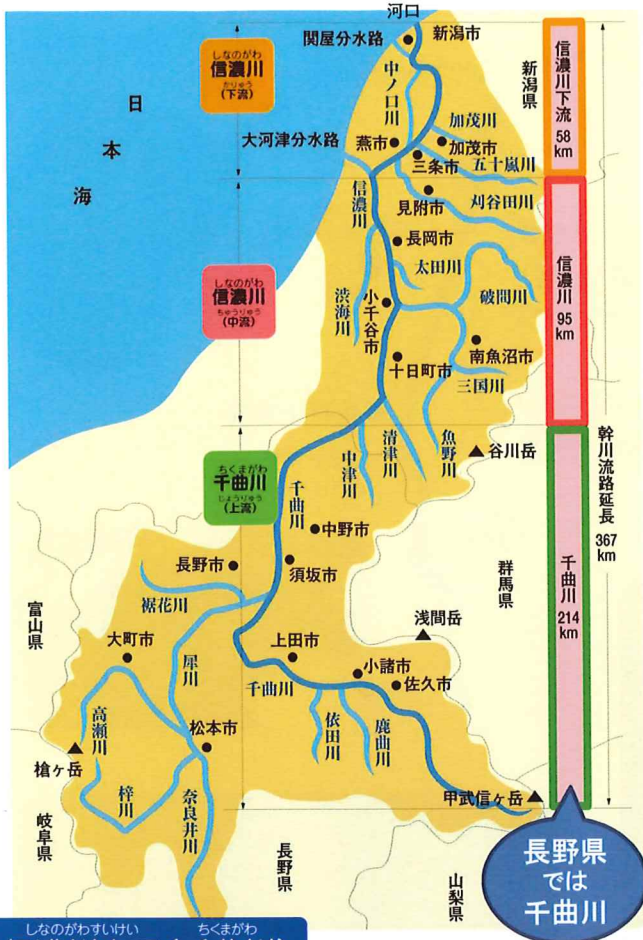 河口
関屋分水路
新潟市
しなのがわ
信濃川
かりゅう
(下流)
日本海
中ノ口川
新潟県
信濃川下流
58
km
加茂川
大河津分水路
燕市
加茂市
三条市
五十嵐川
信濃川
見附市
刈谷田川
長岡市
太田川
しなのがわ
信濃川
ちゅうりゅう
(中流)
渋海川
小千谷市
破間川
信濃川
95
km
南魚沼市
十日町市
三国川
中津川
清津川
魚野川
谷川岳
ちくまがわ
千曲川
じょうりゅう
(上流)
千曲川
中野市
幹川流路延長
367
km
長野市
須坂市
裾花川
群馬県
千曲川
214
km
富山県
大町市
犀川
上田市
浅間岳
小諸市
佐久市
千曲川
高瀬川
松本市
依田川
鹿曲川
槍ヶ岳
梓川
奈良井川
甲武信ヶ岳
岐阜県
長野県
山梨県
長野県
では
千曲川
しなのがわすいけい
ちくまがわ